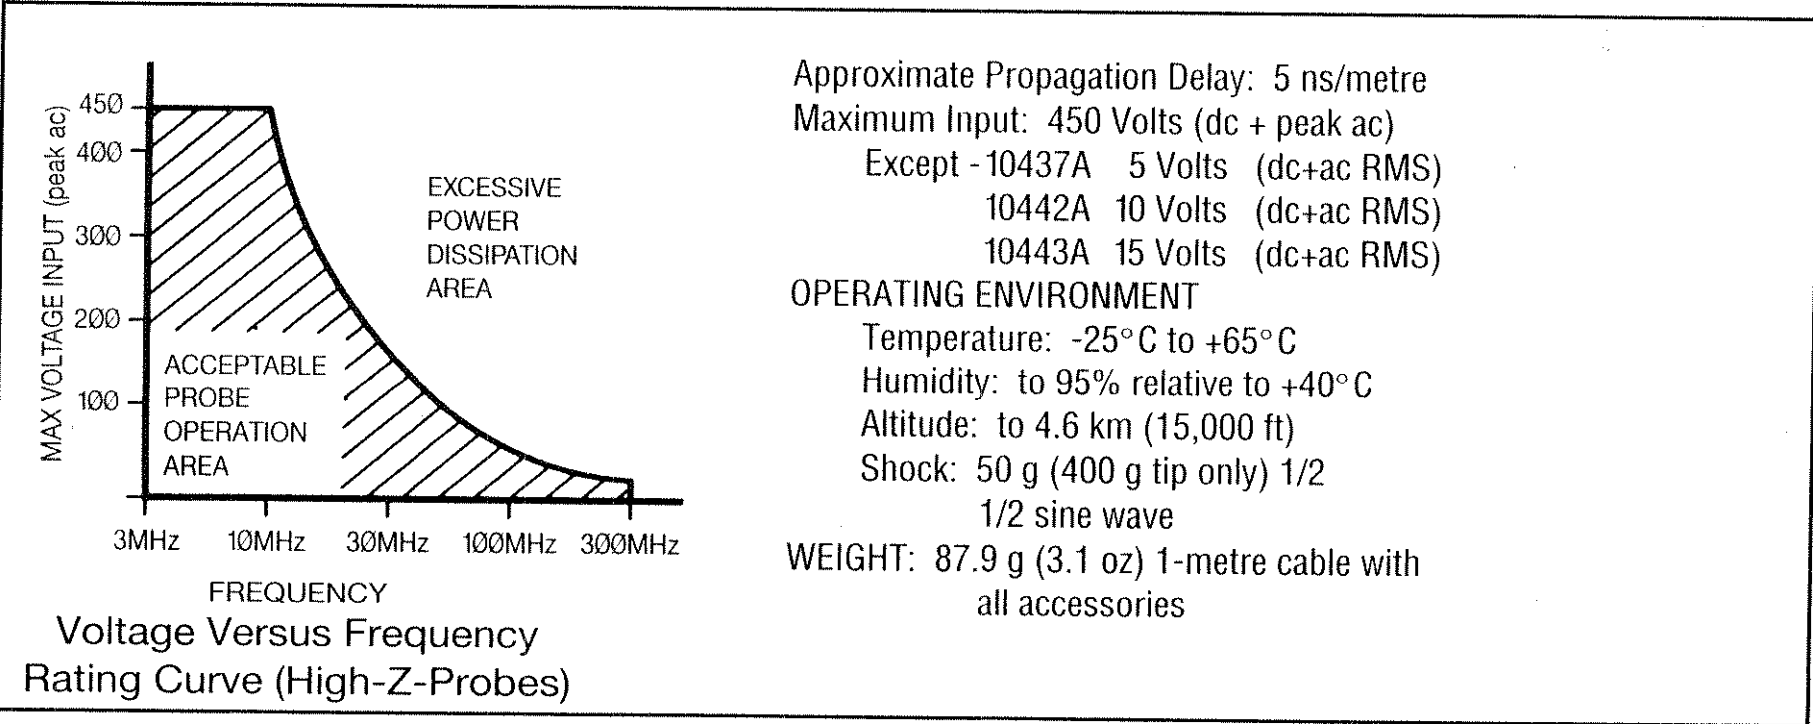 450
400
300
200
100
MAX VOLTAGE INPUT (peak ac)
EXCESSIVE
POWER
DISSIPATION
AREA
ACCEPTABLE
PROBE
OPERATION
AREA
3MHz 10MHz 30MHz 100MHz 300MHz
FREQUENCY
Voltage Versus Frequency
Rating Curve (High-Z-Probes)
Approximate Propagation Delay: 5 ns/metre
Maximum Input: 450 Volts (dc + peak ac)
Except - 10437A 5 Volts (dc+ac RMS)
10442A 10 Volts (dc+ac RMS)
10443A 15 Volts (dc+ac RMS)
OPERATING ENVIRONMENT
Temperature: -25°C to +65°C
Humidity: to 95% relative to +40°C
Altitude: to 4.6 km (15,000 ft)
Shock: 50 g (400 g tip only) 1/2
1/2 sine wave
WEIGHT: 87.9 g (3.1 oz) 1-metre cable with
all accessories